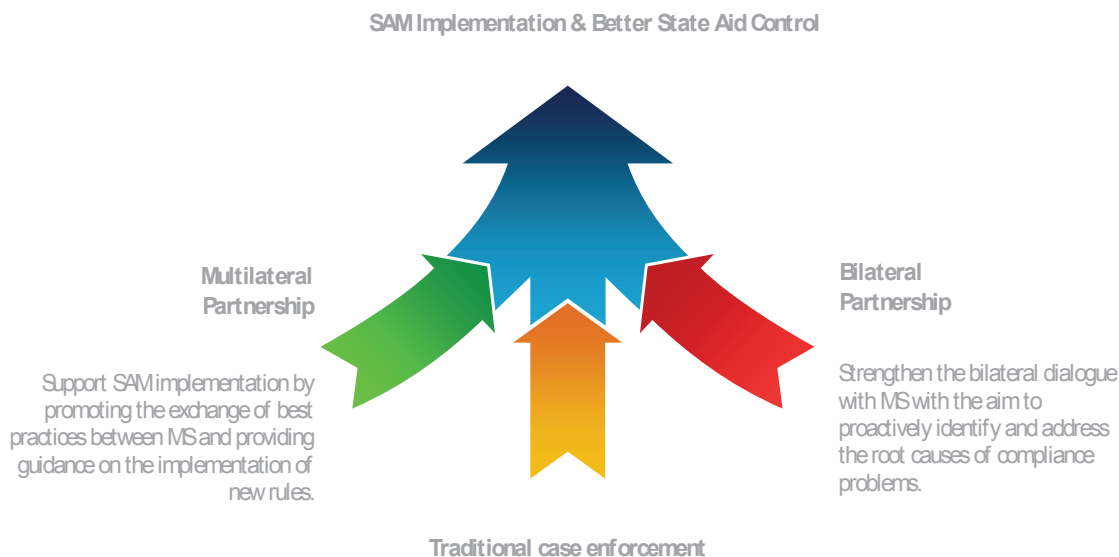 SAM Implementation & Better State Aid Control
Multilateral
Partnership
Support SAM implementation by
promoting the exchange of best
practices between MS and providing
guidance on the implementation of
new rules.
Bilateral
Partnership
Strengthen the bilateral dialogue
with MS with the aim to
proactively identify and address
the root causes of compliance
problems.
Traditional case enforcement